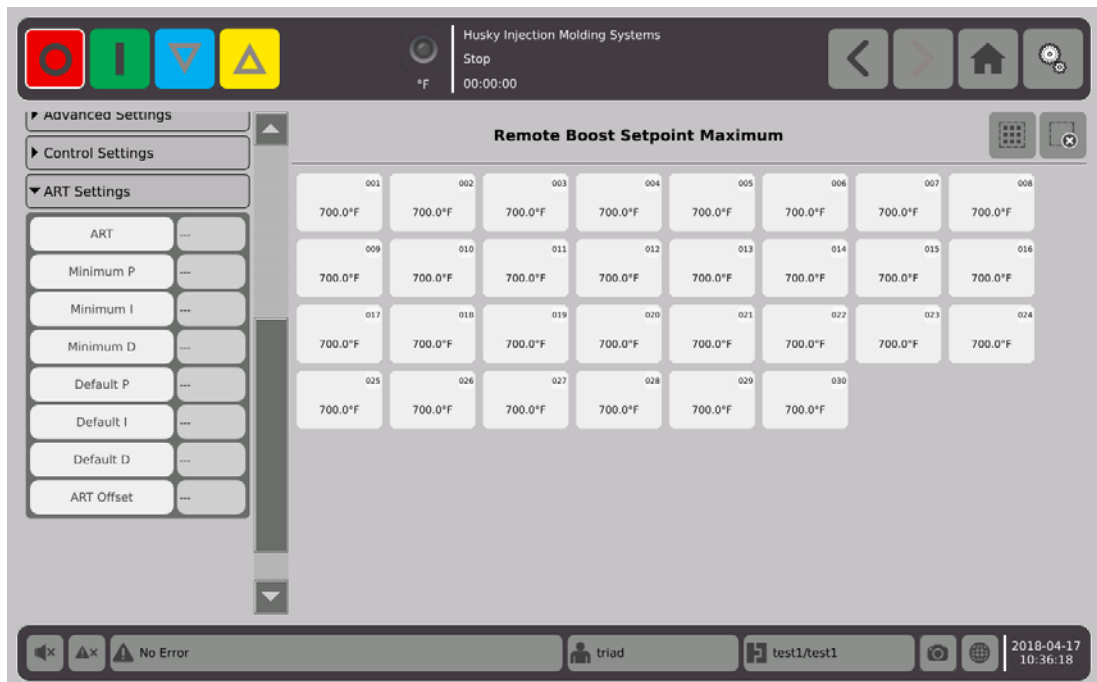 Husky Injection Molding Systems
Stop
°F 00:00:00
Advanced Settings
Control Settings
ART Settings
ART ---
Minimum P ---
Minimum I ---
Minimum D ---
Default P ---
Default I ---
Default D ---
ART Offset ---
Remote Boost Setpoint Maximum
001 002 003 004 005 006 007 008
700.0°F 700.0°F 700.0°F 700.0°F 700.0°F 700.0°F 700.0°F 700.0°F
009 010 011 012 013 014 015 016
700.0°F 700.0°F 700.0°F 700.0°F 700.0°F 700.0°F 700.0°F 700.0°F
017 018 019 020 021 022 023 024
700.0°F 700.0°F 700.0°F 700.0°F 700.0°F 700.0°F 700.0°F 700.0°F
025 026 027 028 029 030
700.0°F 700.0°F 700.0°F 700.0°F 700.0°F 700.0°F
No Error
triad
test1/test1
2018-04-17
10:36:18